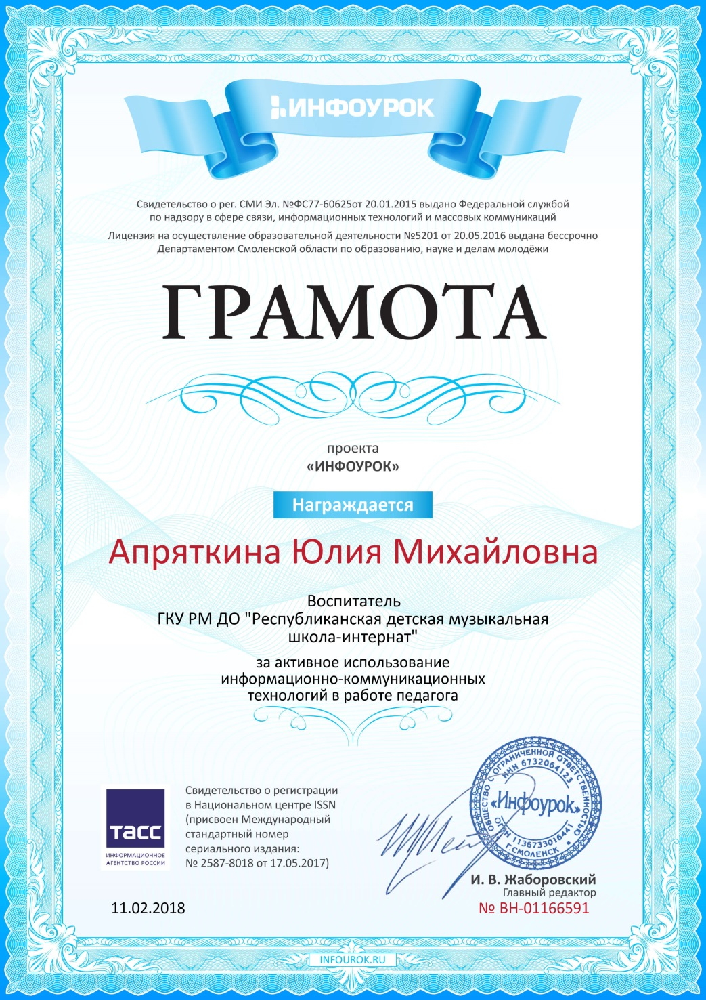 ИНФОУРОК
Свидетельство о рег. СМИ Эл. №ФС77-60625от 20.01.2015 выдано Федеральной службой
по надзору в сфере связи, информационных технологий и массовых коммуникаций
Лицензия на осуществление образовательной деятельности №5201 от 20.05.2016 выдана бессрочно
Департаментом Смоленской области по образованию, науке и делам молодёжи
ГРАМОТА
проекта
«ИНФОУРОК»
Награждается
Апряткина Юлия Михайловна
Воспитатель
ГКУ РМ ДО "Республиканская детская музыкальная
школа-интернат"
за активное использование
информационно-коммуникационных
технологий в работе педагога
ТАСС
ИНФОРМАЦИОННОЕ
АГЕНТСТВО РОССИИ
Свидетельство о регистрации
в Национальном центре ISSN
(присвоен Международный
стандартный номер
сериального издания:
№ 2587-8018 от 17.05.2017)
ОБЩЕСТВО С ОГРАНИЧЕННОЙ ОТВЕТСТВЕННОСТЬЮ
ИНН 6732064123
«Инфоурок»
ОГРН 1136733016441
Г.СМОЛЕНСК
И. В. Жаборовский
Главный редактор
11.02.2018
№ ВН-01166591
INFOUROK.RU